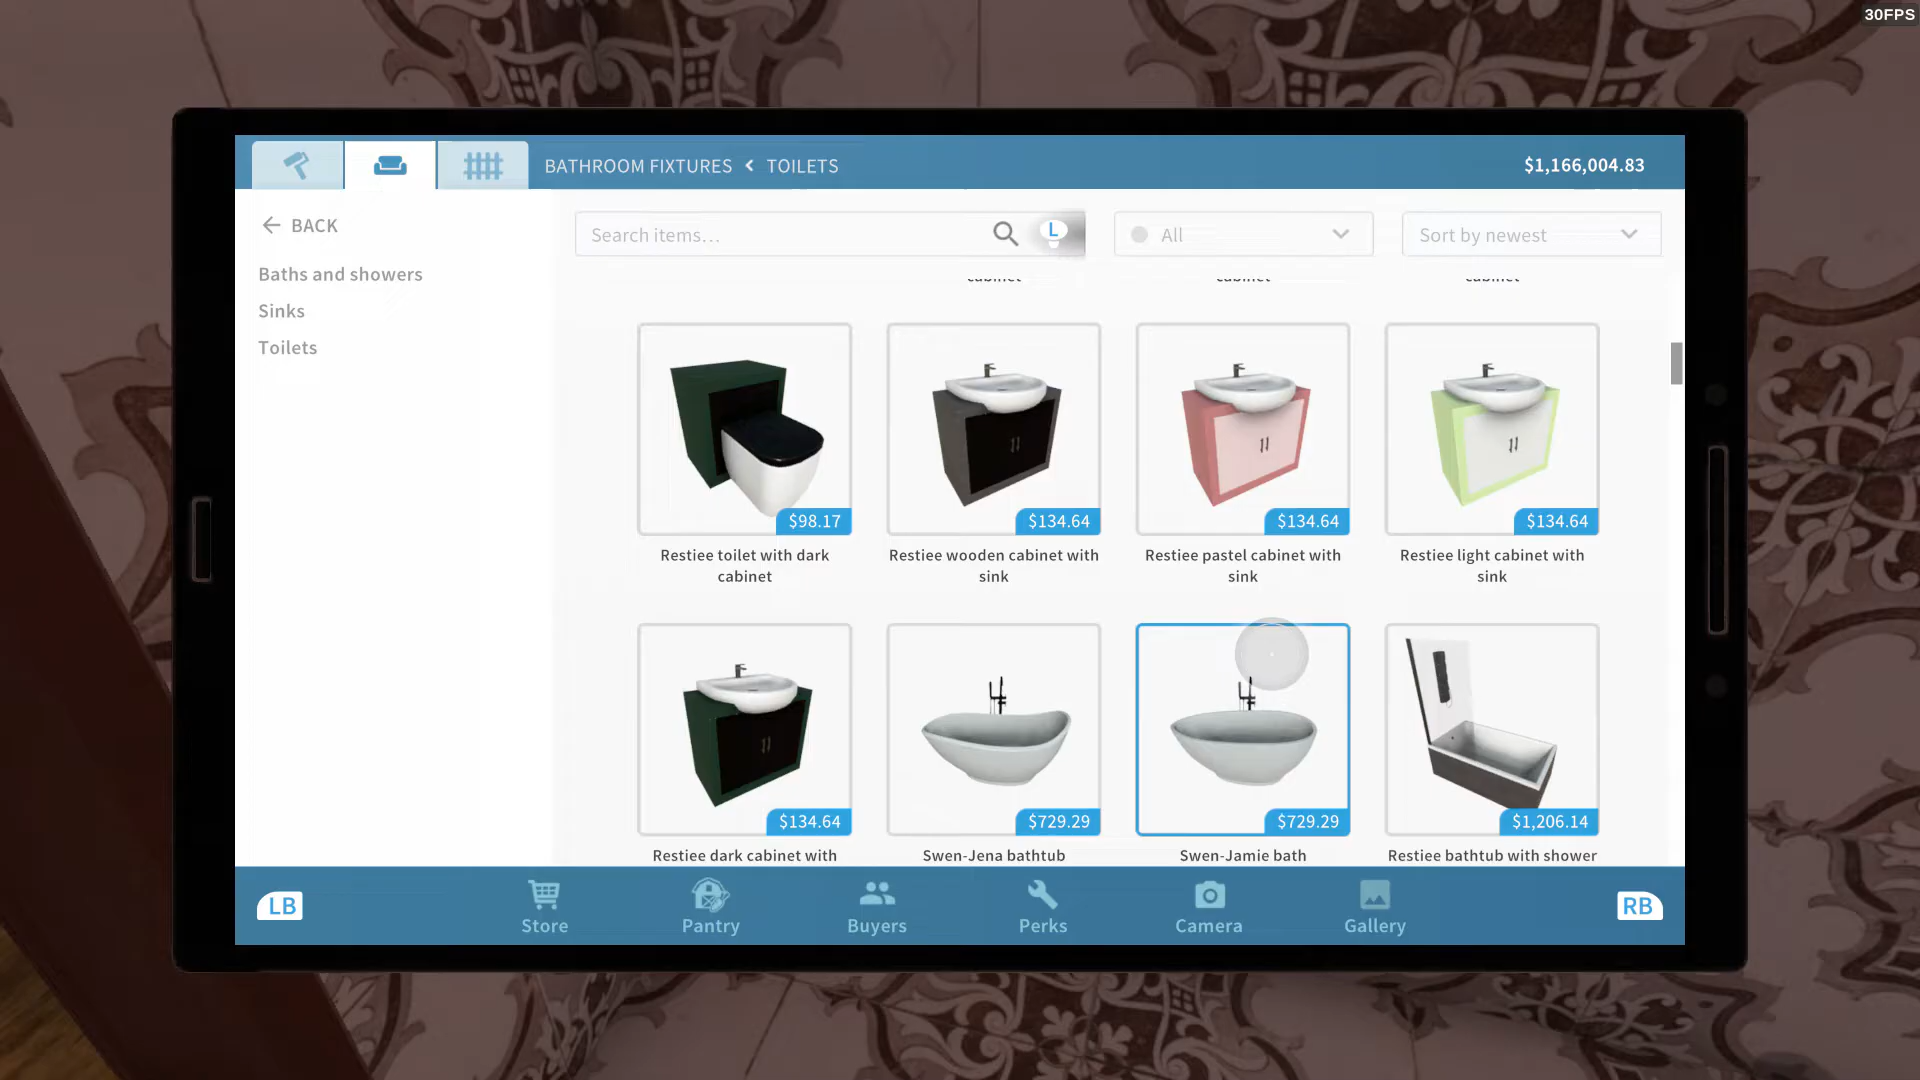 30FPS
BATHROOM FIXTURES < TOILETS
$1,166,004.83
BACK
Search items...
L
All
Sort by newest
Baths and showers
Sinks
Toilets
cabinet
cabinet
cabinet
$98.17
$134.64
$134.64
$134.64
Restiee toilet with dark
cabinet
Restiee wooden cabinet with
sink
Restiee pastel cabinet with
sink
Restiee light cabinet with
sink
$134.64
$729.29
$729.29
$1,206.14
Restiee dark cabinet with
Swen-Jena bathtub
Swen-Jamie bath
Restiee bathtub with shower
LB
Store
Pantry
Buyers
Perks
Camera
Gallery
RB